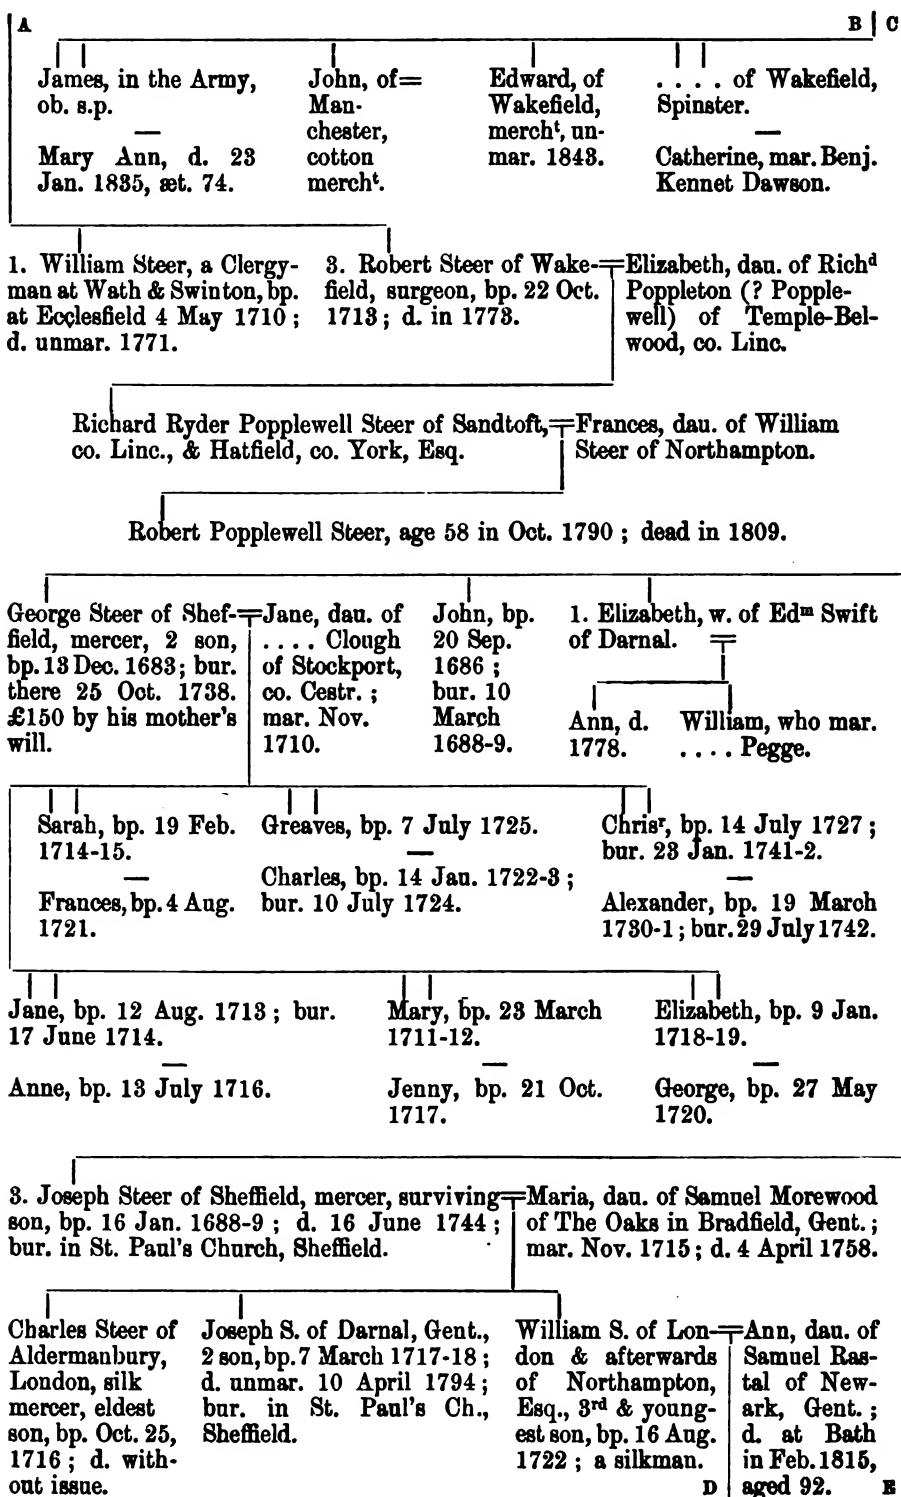 A B C
James, in the Army,
ob. s.p.
—
Mary Ann, d. 23
Jan. 1835, æt. 74.
John, of=
Man-
chester,
cotton
mercht.
Edward, of
Wakefield,
mercht, un-
mar. 1843.
. . . . of Wakefield,
Spinster.
—
Catherine, mar. Benj.
Kennet Dawson.
1. William Steer, a Clergy-
man at Wath & Swinton, bp.
at Ecclesfield 4 May 1710 ;
d. unmar. 1771.
3. Robert Steer of Wake-=
field, surgeon, bp. 22 Oct.
1713 ; d. in 1773.
Elizabeth, dau. of Richd
Poppleton (? Popple-
well) of Temple-Bel-
wood, co. Linc.
Richard Ryder Popplewell Steer of Sandtoft,=
co. Linc., & Hatfield, co. York, Esq.
Frances, dau. of William
Steer of Northampton.
Robert Popplewell Steer, age 58 in Oct. 1790 ; dead in 1809.
George Steer of Shef-=
field, mercer, 2 son,
bp. 13 Dec. 1683; bur.
there 25 Oct. 1738.
£150 by his mother's
will.
Jane, dau. of
. . . . Clough
of Stockport,
co. Cestr. ;
mar. Nov.
1710.
John, bp.
20 Sep.
1686 ;
bur. 10
March
1688-9.
1. Elizabeth, w. of Edm Swift
of Darnal. =
Ann, d.
1778.
William, who mar.
. . . . Pegge.
Sarah, bp. 19 Feb.
1714-15.
—
Frances, bp. 4 Aug.
1721.
Greaves, bp. 7 July 1725.
—
Charles, bp. 14 Jan. 1722-3 ;
bur. 10 July 1724.
Chrisr, bp. 14 July 1727 ;
bur. 23 Jan. 1741-2.
—
Alexander, bp. 19 March
1730-1 ; bur. 29 July 1742.
Jane, bp. 12 Aug. 1713 ; bur.
17 June 1714.
—
Anne, bp. 13 July 1716.
Mary, bp. 23 March
1711-12.
—
Jenny, bp. 21 Oct.
1717.
Elizabeth, bp. 9 Jan.
1718-19.
—
George, bp. 27 May
1720.
3. Joseph Steer of Sheffield, mercer, surviving=
son, bp. 16 Jan. 1688-9 ; d. 16 June 1744 ;
bur. in St. Paul's Church, Sheffield.
Maria, dau. of Samuel Morewood
of The Oaks in Bradfield, Gent. ;
mar. Nov. 1715 ; d. 4 April 1758.
Charles Steer of
Aldermanbury,
London, silk
mercer, eldest
son, bp. Oct. 25,
1716 ; d. with-
out issue.
Joseph S. of Darnal, Gent.,
2 son, bp. 7 March 1717-18 ;
d. unmar. 10 April 1794 ;
bur. in St. Paul's Ch.,
Sheffield.
William S. of Lon-=
don & afterwards
of Northampton,
Esq., 3rd & young-
est son, bp. 16 Aug.
1722 ; a silkman.
D
Ann, dau. of
Samuel Ras-
tal of New-
ark, Gent. ;
d. at Bath
in Feb. 1815,
aged 92. E